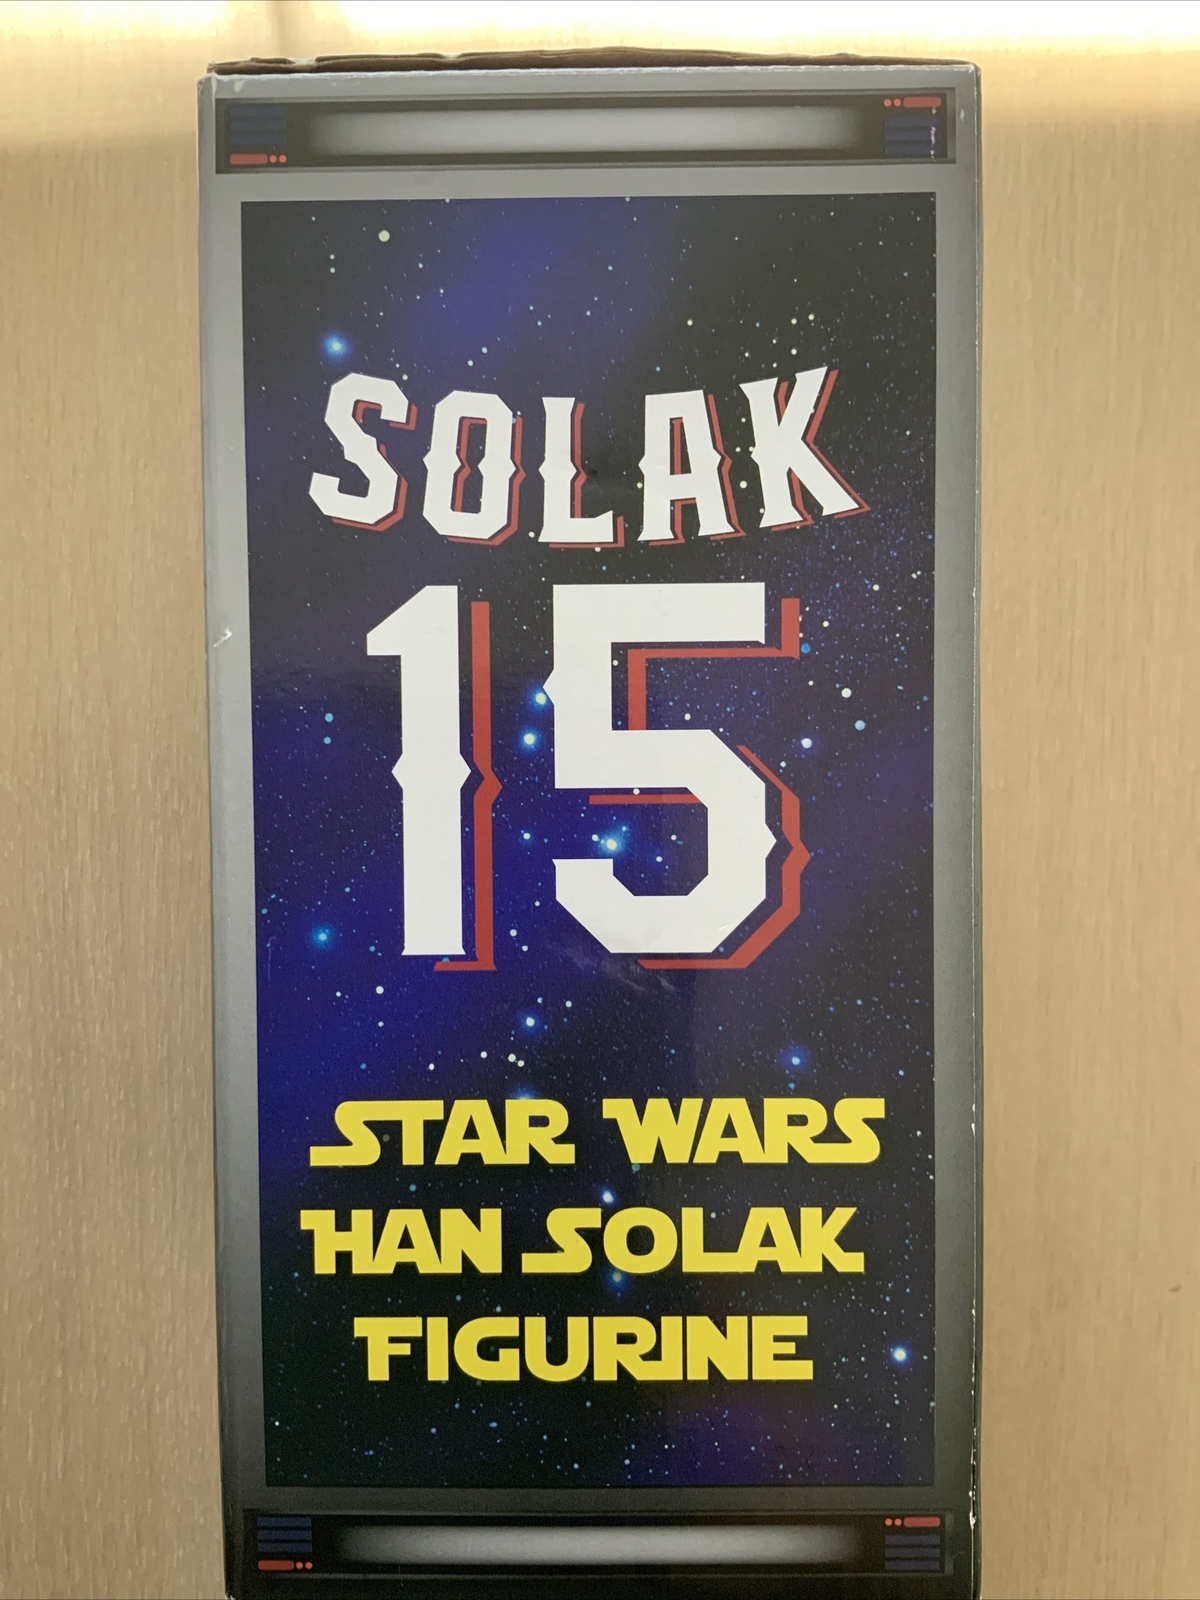 SOLAK
15
STAR WARS
HAN SOLAK
FIGURINE